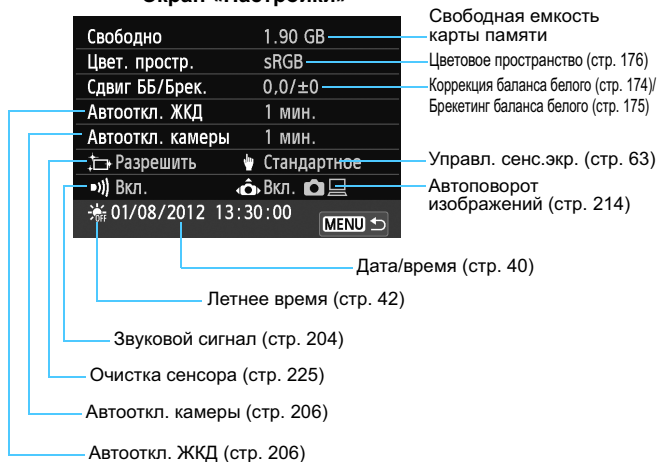 Экран «Настройки»
Свободно 1.90 GB
Цвет. простр. sRGB
Сдвиг ББ/Брек. 0,0/±0
Автооткл. ЖКД 1 мин.
Автооткл. камеры 1 мин.
Разрешить Стандартное
Вкл. Вкл.
OFF 01/08/2012 13:30:00 MENU
Свободная емкость
карты памяти
Цветовое пространство (стр. 176)
Коррекция баланса белого (стр. 174)/
Брекетинг баланса белого (стр. 175)
Управл. сенс.экр. (стр. 63)
Автоповорот
изображений (стр. 214)
Дата/время (стр. 40)
Летнее время (стр. 42)
Звуковой сигнал (стр. 204)
Очистка сенсора (стр. 225)
Автооткл. камеры (стр. 206)
Автооткл. ЖКД (стр. 206)